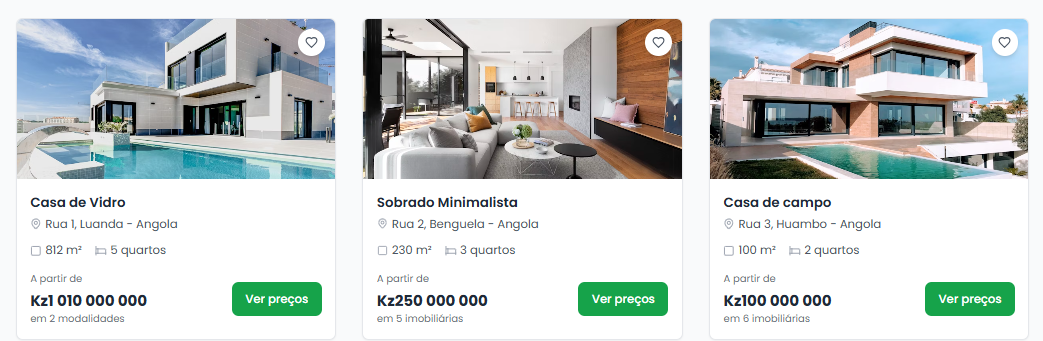 Casa de Vidro
Rua 1, Luanda - Angola
812 m² 5 quartos
A partir de
Kz1 010 000 000
em 2 modalidades
Ver preços
Sobrado Minimalista
Rua 2, Benguela - Angola
230 m² 3 quartos
A partir de
Kz250 000 000
em 5 imobiliárias
Ver preços
Casa de campo
Rua 3, Huambo - Angola
100 m² 2 quartos
A partir de
Kz100 000 000
em 6 imobiliárias
Ver preços